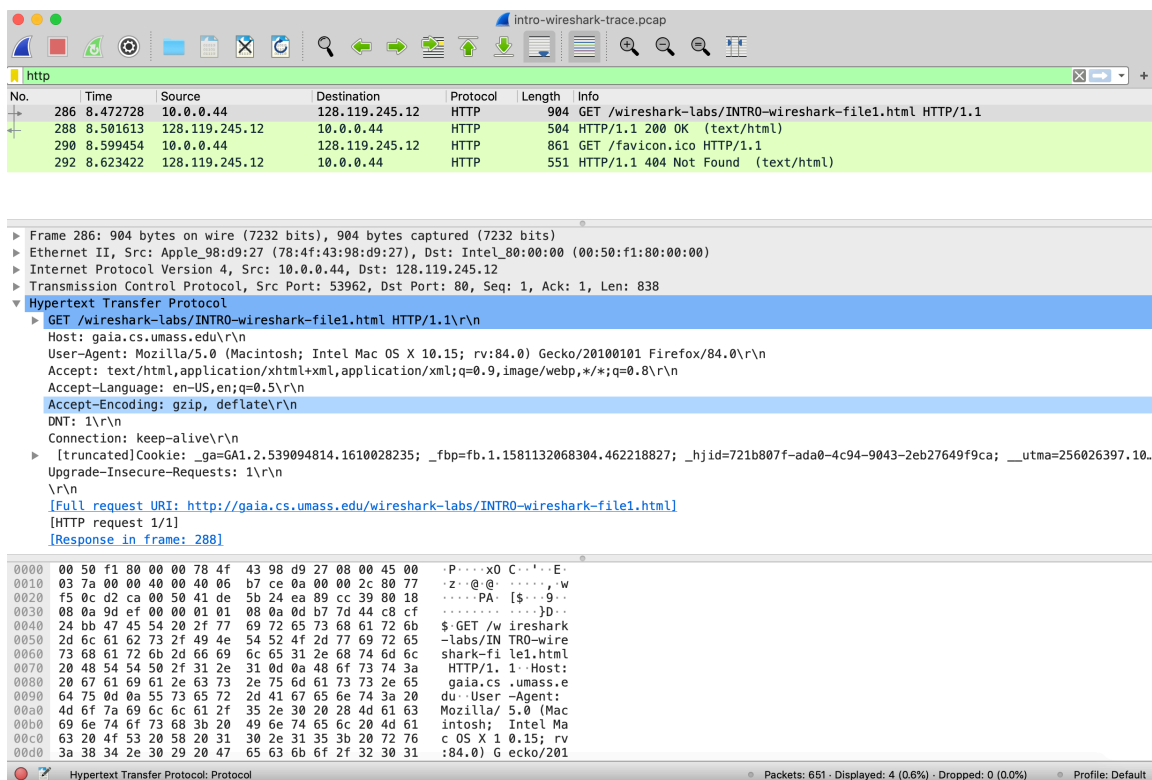 intro-wireshark-trace.pcap
http
No. Time Source Destination Protocol Length Info
286 8.472728 10.0.0.44 128.119.245.12 HTTP 904 GET /wireshark-labs/INTRO-wireshark-file1.html HTTP/1.1
288 8.501613 128.119.245.12 10.0.0.44 HTTP 504 HTTP/1.1 200 OK (text/html)
290 8.599454 10.0.0.44 128.119.245.12 HTTP 861 GET /favicon.ico HTTP/1.1
292 8.623422 128.119.245.12 10.0.0.44 HTTP 551 HTTP/1.1 404 Not Found (text/html)
Frame 286: 904 bytes on wire (7232 bits), 904 bytes captured (7232 bits)
Ethernet II, Src: Apple_98:d9:27 (78:4f:43:98:d9:27), Dst: Intel_80:00:00 (00:50:f1:80:00:00)
Internet Protocol Version 4, Src: 10.0.0.44, Dst: 128.119.245.12
Transmission Control Protocol, Src Port: 53962, Dst Port: 80, Seq: 1, Ack: 1, Len: 838
Hypertext Transfer Protocol
GET /wireshark-labs/INTRO-wireshark-file1.html HTTP/1.1\r\n
Host: gaia.cs.umass.edu\r\n
User-Agent: Mozilla/5.0 (Macintosh; Intel Mac OS X 10.15; rv:84.0) Gecko/20100101 Firefox/84.0\r\n
Accept: text/html,application/xhtml+xml,application/xml;q=0.9,image/webp,*/*;q=0.8\r\n
Accept-Language: en-US,en;q=0.5\r\n
Accept-Encoding: gzip, deflate\r\n
DNT: 1\r\n
Connection: keep-alive\r\n
[truncated]Cookie: _ga=GA1.2.539094814.1610028235; _fbp=fb.1.1581132068304.462218827; _hjid=721b807f-ada0-4c94-9043-2eb27649f9ca; __utma=256026397.10…
Upgrade-Insecure-Requests: 1\r\n
\r\n
[Full request URI: http://gaia.cs.umass.edu/wireshark-labs/INTRO-wireshark-file1.html]
[HTTP request 1/1]
[Response in frame: 288]
0000 00 50 f1 80 00 00 78 4f 43 98 d9 27 08 00 45 00 ·P····xO C··'··E·
0010 03 7a 00 00 40 00 40 06 b7 ce 0a 00 00 2c 80 77 ·z··@·@· ·····,·w
0020 f5 0c d2 ca 00 50 41 de 5b 24 ea 89 cc 39 80 18 ·····PA· [$···9··
0030 08 0a 9d ef 00 00 01 01 08 0a 0d b7 7d 44 c8 cf ········ ····}D··
0040 24 bb 47 45 54 20 2f 77 69 72 65 73 68 61 72 6b $·GET /w ireshark
0050 2d 6c 61 62 73 2f 49 4e 54 52 4f 2d 77 69 72 65 -labs/IN TRO-wire
0060 73 68 61 72 6b 2d 66 69 6c 65 31 2e 68 74 6d 6c shark-fi le1.html
0070 20 48 54 54 50 2f 31 2e 31 0d 0a 48 6f 73 74 3a HTTP/1. 1··Host:
0080 20 67 61 69 61 2e 63 73 2e 75 6d 61 73 73 2e 65 gaia.cs .umass.e
0090 64 75 0d 0a 55 73 65 72 2d 41 67 65 6e 74 3a 20 du··User -Agent:
00a0 4d 6f 7a 69 6c 6c 61 2f 35 2e 30 20 28 4d 61 63 Mozilla/ 5.0 (Mac
00b0 69 6e 74 6f 73 68 3b 20 49 6e 74 65 6c 20 4d 61 intosh; Intel Ma
00c0 63 20 4f 53 20 58 20 31 30 2e 31 35 3b 20 72 76 c OS X 1 0.15; rv
00d0 3a 38 34 2e 30 29 20 47 65 63 6b 6f 2f 32 30 31 :84.0) G ecko/201
Hypertext Transfer Protocol: Protocol Packets: 651 · Displayed: 4 (0.6%) · Dropped: 0 (0.0%) Profile: Default